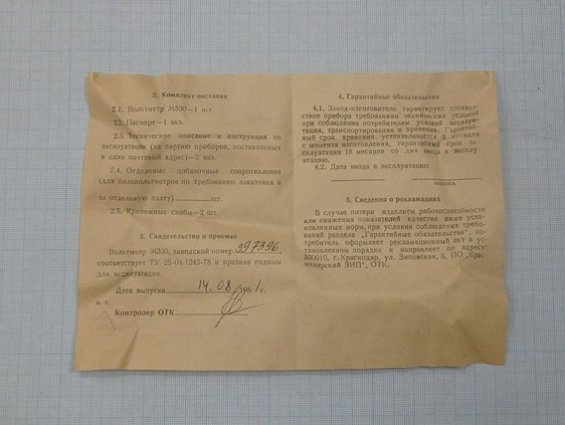 2. Комплект поставки
2.1. Вольтметр М330—1 шт.
2.2. Паспорт—1 экз.
2.3. Техническое описание и инструкция по
эксплуатации (на партию приборов, поставленных
в один почтовый адрес)—2 экз.
2.4. Отдельные добавочные сопротивления
(для киловольтметров по требованию заказчика и
за отдельную плату) шт.
2.5. Крепежные скобы—2 шт.
3. Свидетельство о приемке
Вольтметр М330, заводской номер 397396
соответствует ТУ 25-04.1245-78 и признан годным
для эксплуатации.
Дата выпуска 14.08 1г.
м. п.
Контролер ОТК
4. Гарантийные обязательства
4.1. Завод-изготовитель гарантирует соответ-
ствие прибора требованиям технических условий
при соблюдении потребителем условий эксплуа-
тации, транспортирования и хранения. Гарантий-
ный срок хранения устанавливается 6 месяцев
с момента изготовления, гарантийный срок экс-
плуатации 18 месяцев со дня ввода в эксплу-
атацию.
4.2. Дата ввода в эксплуатацию
подпись
5. Сведения о рекламациях
В случае потери изделием работоспособности
или снижения показателей качества ниже уста-
новленных норм, при условии соблюдения требо-
ваний раздела „Гарантийные обязательства", по-
требитель оформляет рекламационный акт в ус-
тановленном порядке и направляет по адресу:
350010, г. Краснодар, ул. Зиповская, 5, ПО „Крас-
нодарский ЗИП", ОТК.